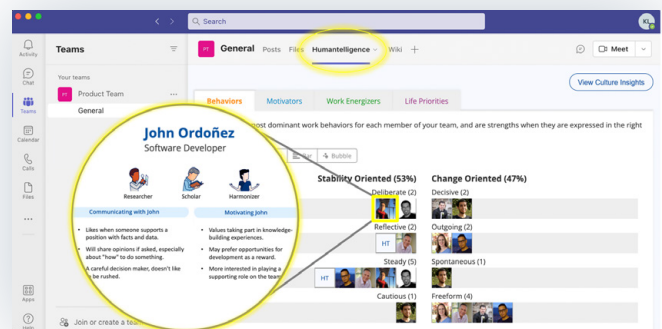 Search
KL
Activity
Chat
Teams
Calendar
Calls
Files
Apps
Help
Teams
Your teams
PT Product Team
General
Join or create a team
PT General Posts Files Humantelligence Wiki
Meet
View Culture Insights
Behaviors Motivators Work Energizers Life Priorities
most dominant work behaviors for each member of your team, and are strengths when they are expressed in the right
Bar Bubble
Stability Oriented (53%) Change Oriented (47%)
Deliberate (2) Decisive (2)
Reflective (2) Outgoing (2)
HT
Steady (5) Spontaneous (1)
HT
Cautious (1) Freeform (4)
John Ordoñez
Software Developer
Researcher Scholar Harmonizer
Communicating with John
• Likes when someone supports a
position with facts and data.
• Will share opinions if asked, especially
about "how" to do something.
A careful decision maker, doesn't like
to be rushed.
Motivating John
• Values taking part in knowledge-
building experiences.
• May prefer opportunities for
development as a reward.
• More interested in playing a
supporting role on the team